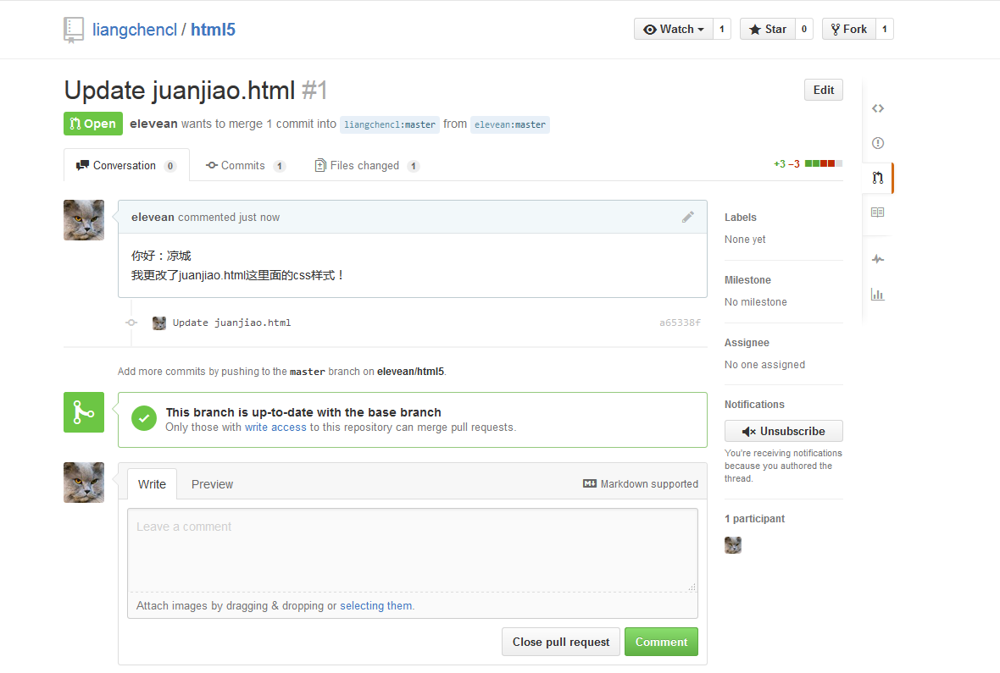 liangchencl / html5
Watch 1 Star 0 Fork 1
Update juanjiao.html #1
Edit
Open elevean wants to merge 1 commit into liangchencl:master from elevean:master
Conversation 0 Commits 1 Files changed 1
+3 −3
elevean commented just now
你好：凉城
我更改了juanjiao.html这里面的css样式！
Update juanjiao.html a65338f
Add more commits by pushing to the master branch on elevean/html5.
This branch is up-to-date with the base branch
Only those with write access to this repository can merge pull requests.
Write Preview Markdown supported
Leave a comment
Attach images by dragging & dropping or selecting them.
Close pull request Comment
Labels
None yet
Milestone
No milestone
Assignee
No one assigned
Notifications
Unsubscribe
You're receiving notifications
because you authored the
thread.
1 participant